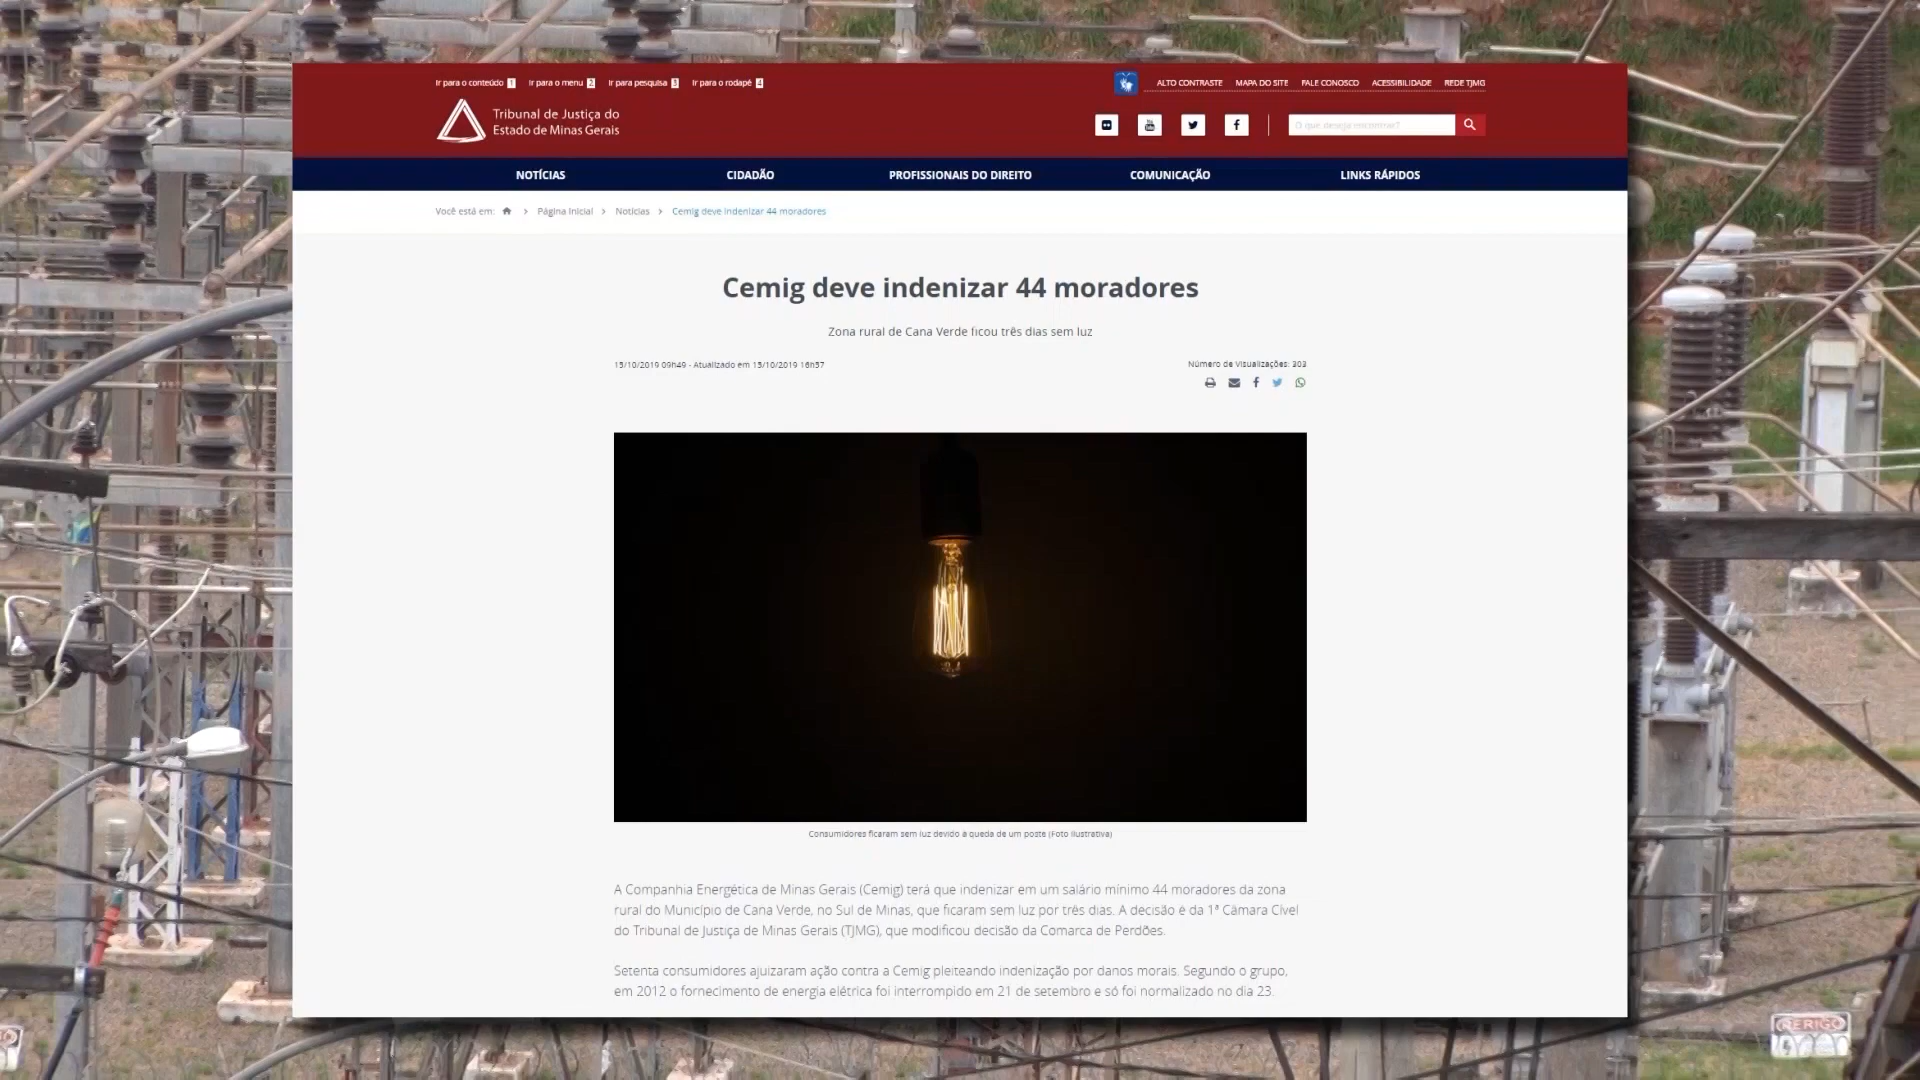 Ir para o conteúdo 1 Ir para o menu 2 Ir para pesquisa 3 Ir para o rodapé 4
ALTO CONTRASTE MAPA DO SITE FALE CONOSCO ACESSIBILIDADE REDE TJMG
Tribunal de Justiça do
Estado de Minas Gerais
O que deseja encontrar?
NOTÍCIAS CIDADÃO PROFISSIONAIS DO DIREITO COMUNICAÇÃO LINKS RÁPIDOS
Você está em: Página Inicial Notícias Cemig deve indenizar 44 moradores
Cemig deve indenizar 44 moradores
Zona rural de Cana Verde ficou três dias sem luz
15/10/2019 09h49 - Atualizado em 15/10/2019 16h57
Número de Visualizações: 303
Consumidores ficaram sem luz devido à queda de um poste (Foto ilustrativa)
A Companhia Energética de Minas Gerais (Cemig) terá que indenizar em um salário mínimo 44 moradores da zona
rural do Município de Cana Verde, no Sul de Minas, que ficaram sem luz por três dias. A decisão é da 1ª Câmara Cível
do Tribunal de Justiça de Minas Gerais (TJMG), que modificou decisão da Comarca de Perdões.
Setenta consumidores ajuizaram ação contra a Cemig pleiteando indenização por danos morais. Segundo o grupo,
em 2012 o fornecimento de energia elétrica foi interrompido em 21 de setembro e só foi normalizado no dia 23.
PERIGO